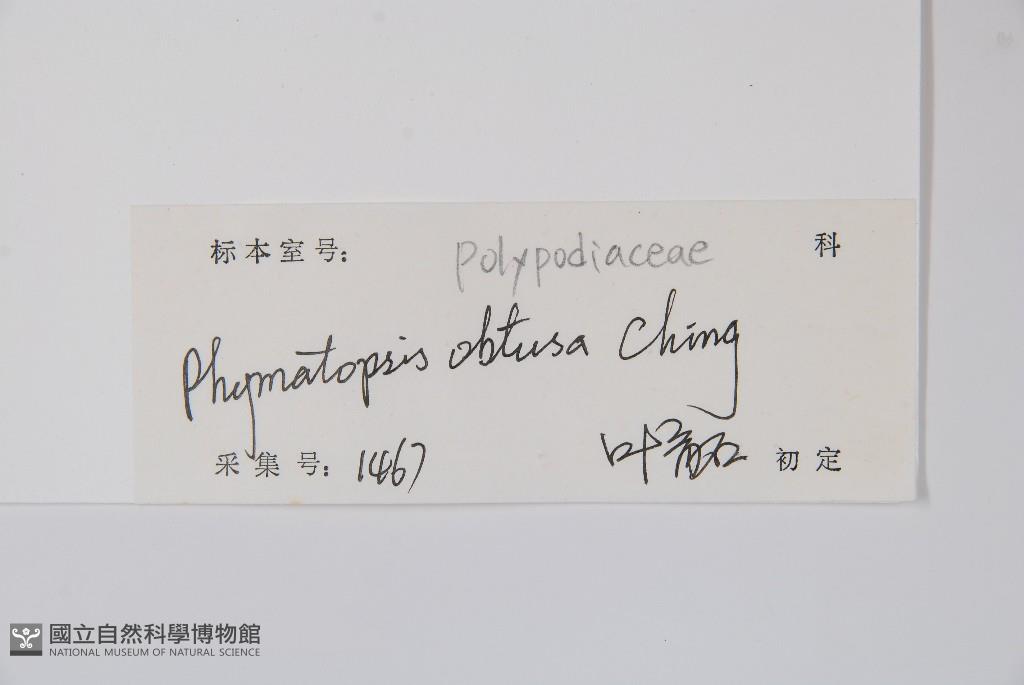 标本室号： Polypodiaceae 科
Phymatopsis obtusa Ching
采集号： 1467 叶 初定
國立自然科學博物館
NATIONAL MUSEUM OF NATURAL SCIENCE